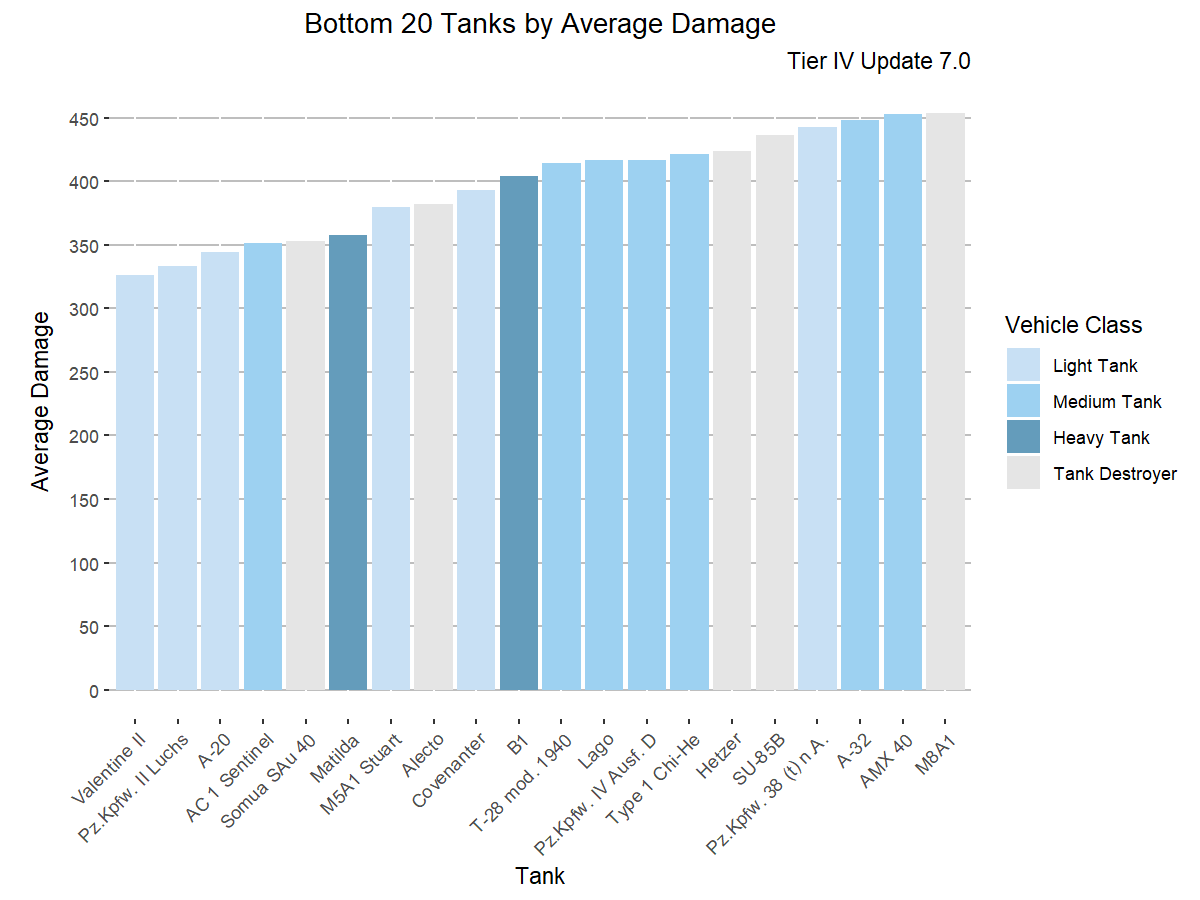 Bottom 20 Tanks by Average Damage
Tier IV Update 7.0
Average Damage
450
400
350
300
250
200
150
100
50
0
Valentine II
Pz.Kpfw. II Luchs
A-20
AC 1 Sentinel
Somua SAu 40
Matilda
M5A1 Stuart
Alecto
Covenanter
B1
T-28 mod. 1940
Lago
Pz.Kpfw. IV Ausf. D
Type 1 Chi-He
Hetzer
SU-85B
Pz.Kpfw. 38 (t) n.A.
A-32
AMX 40
M8A1
Tank
Vehicle Class
Light Tank
Medium Tank
Heavy Tank
Tank Destroyer